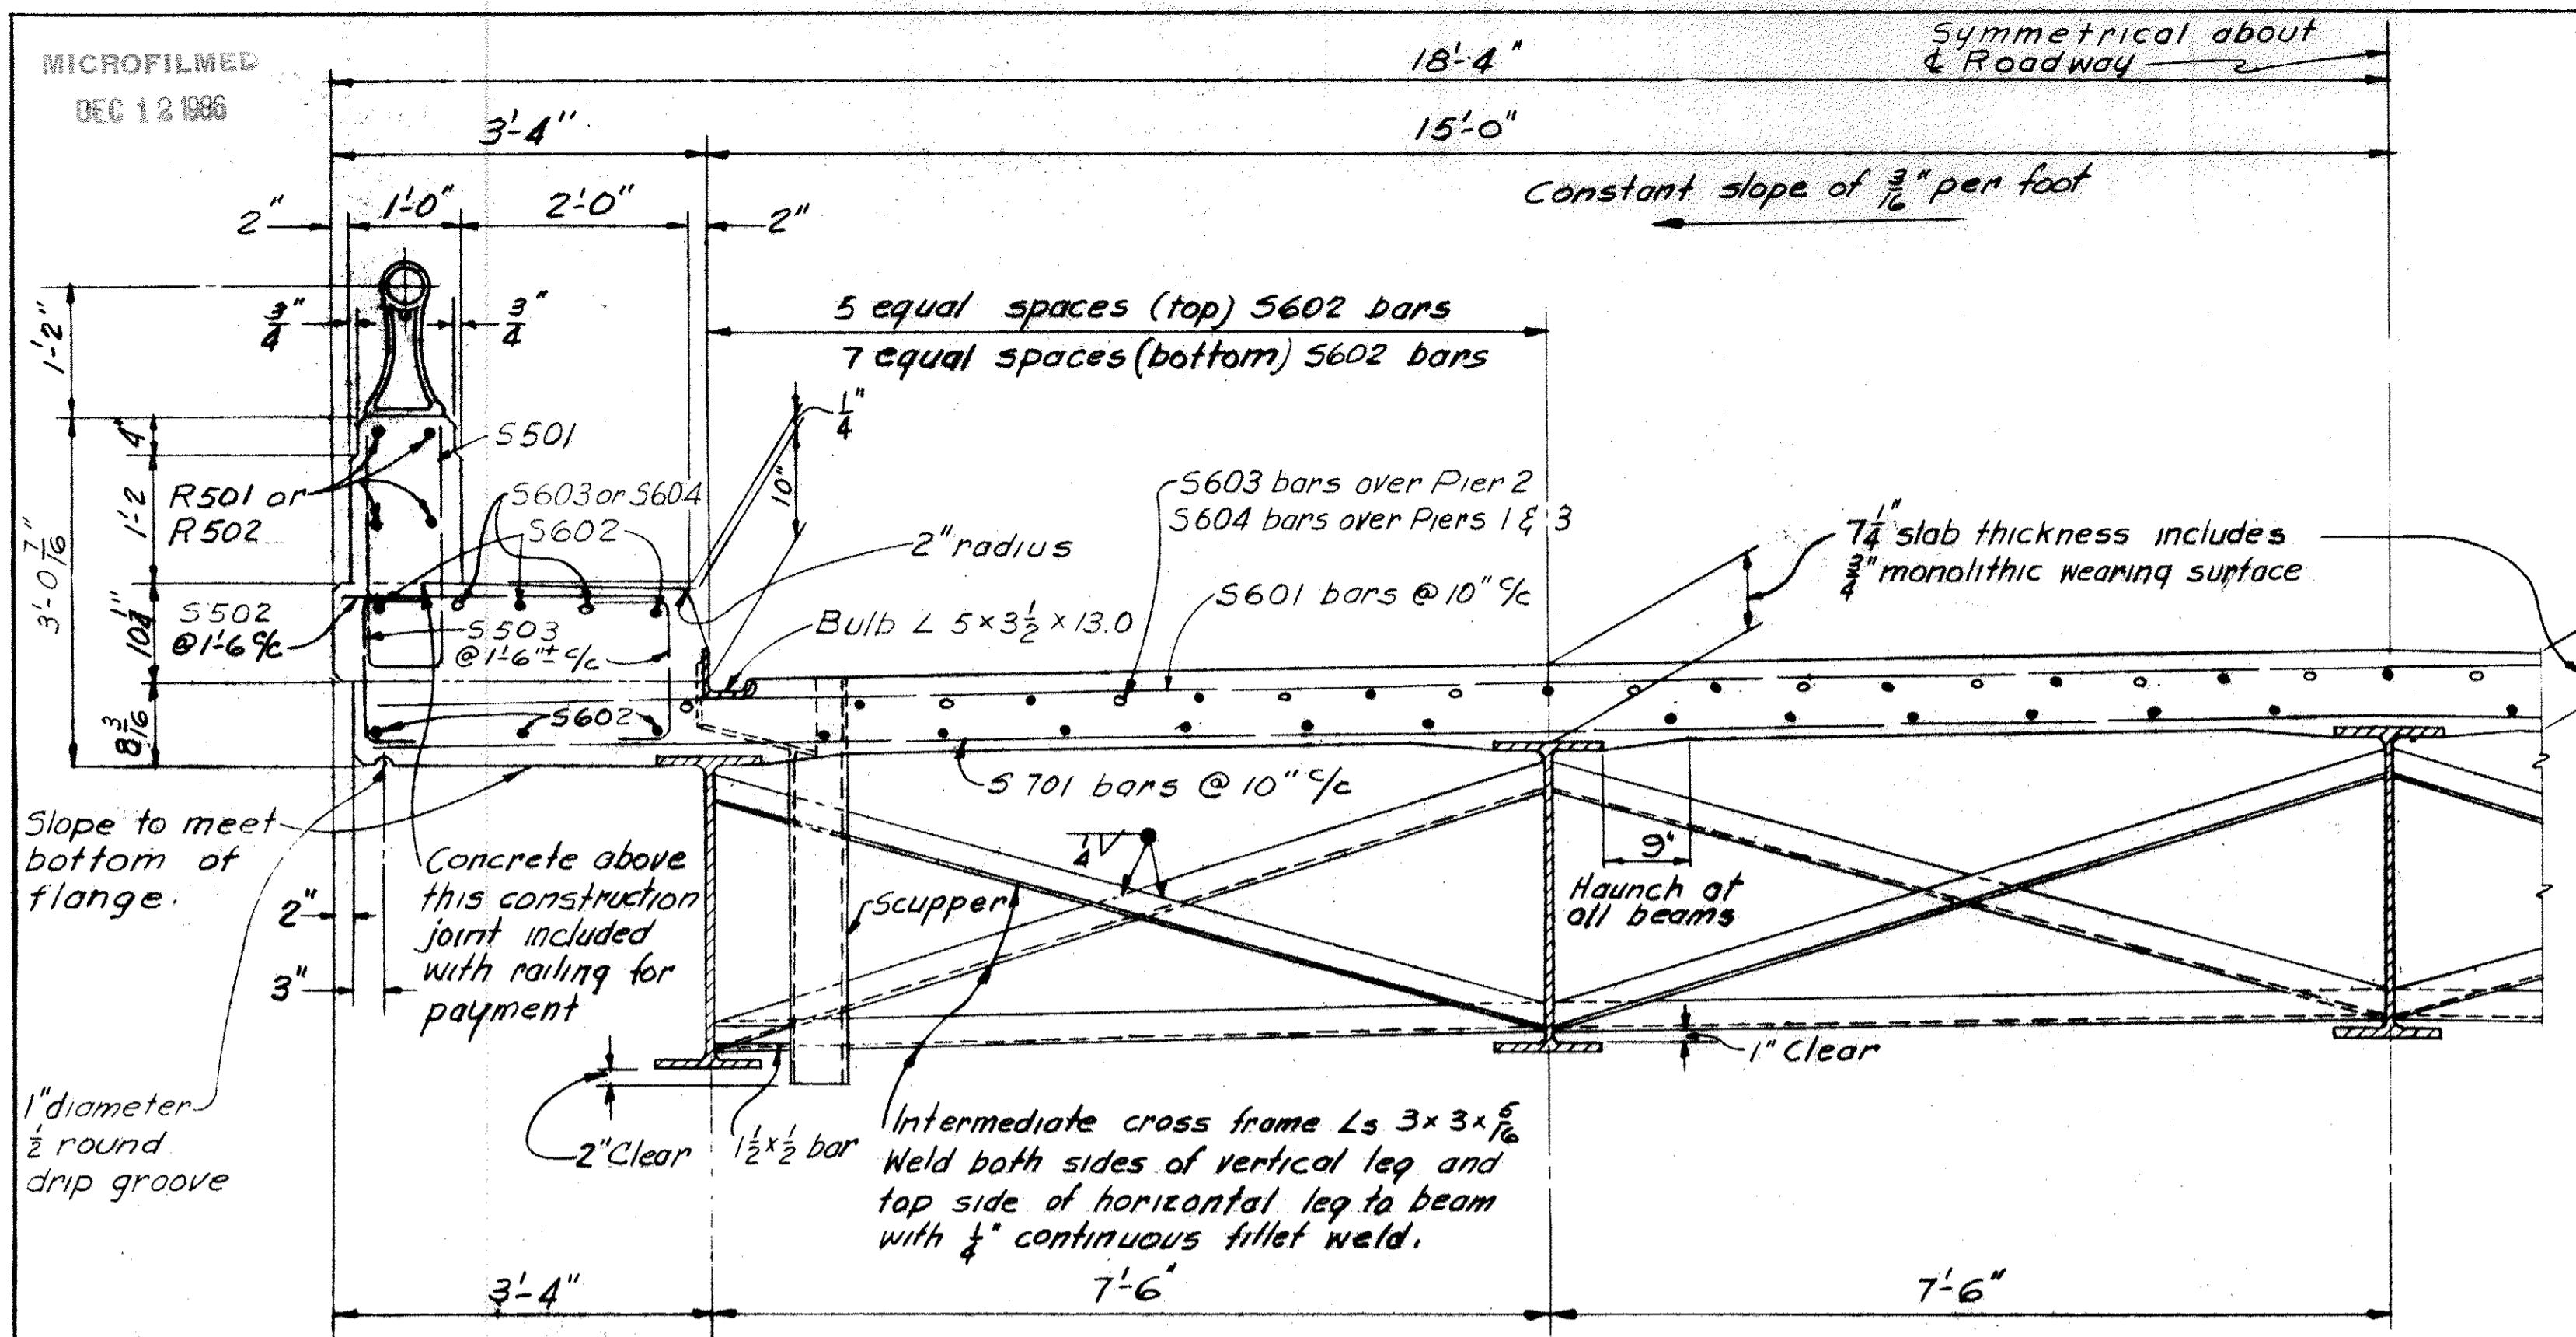 MICROFILMED
DEC 12 1986
18'-4"
Symmetrical about
℄ Roadway
3'-4"
15'-0"
Constant slope of 3/16" per foot
2"
1'-0"
2'-0"
2"
1'-2"
3/4"
3/4"
5 equal spaces (top) S602 bars
7 equal spaces (bottom) S602 bars
1/4"
10"
4"
S501
1'-2
R501 or
R502
S603 or S604
S602
3'-0 7/16"
2" radius
S603 bars over Pier 2
S604 bars over Piers 1 & 3
7 1/4" slab thickness includes
3/4" monolithic wearing surface
10 1/4"
S502
@ 1'-6 c/c
S503
@ 1'-6"± c/c
Bulb L 5 x 3 1/2 x 13.0
S601 bars @ 10" c/c
8 3/16
S602
S 701 bars @ 10" c/c
Slope to meet
bottom of
flange.
Concrete above
this construction
joint included
with railing for
payment
2"
3"
Scupper
1/4
9"
Haunch at
all beams
1" Clear
1" diameter
1/2 round
drip groove
2" Clear
1 1/2 x 1/2 bar
Intermediate cross frame Ls 3 x 3 x 5/16
Weld both sides of vertical leg and
top side of horizontal leg to beam
with 1/4" continuous fillet weld.
3'-4"
7'-6"
7'-6"